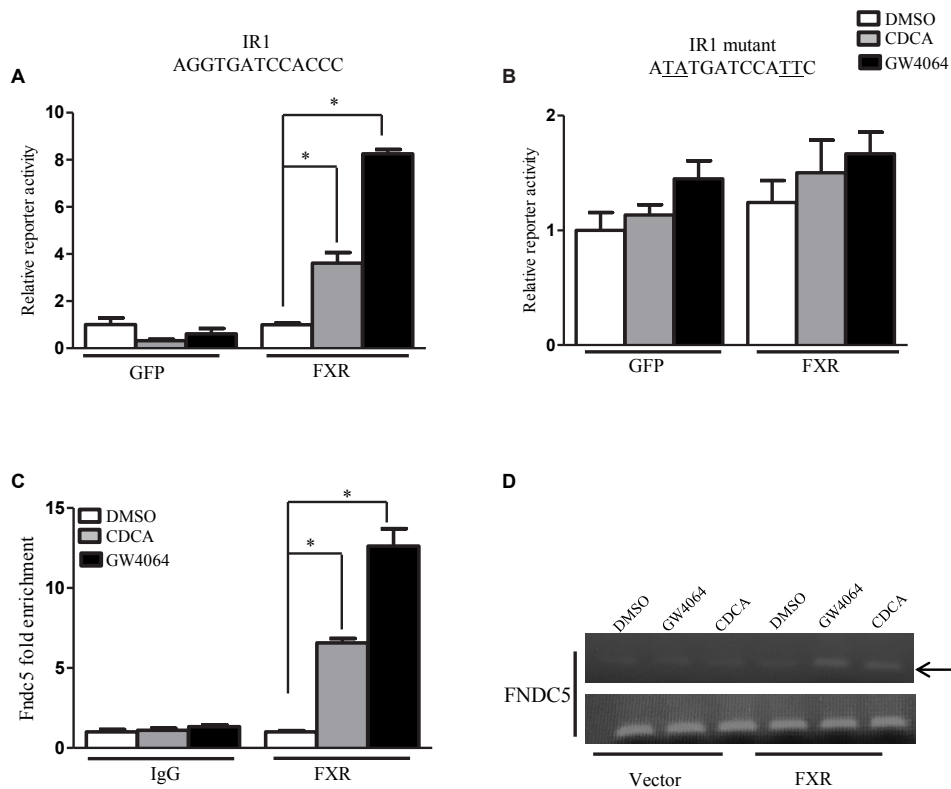 A
IR1
AGGTGATCCACCC
Relative reporter activity
10
8
6
4
2
0
*
*
GFP
FXR
B
IR1 mutant
ATATGATCCATTC
DMSO
CDCA
GW4064
Relative reporter activity
2
1
0
GFP
FXR
C
Fndc5 fold enrichment
15
10
5
0
DMSO
CDCA
GW4064
*
*
IgG
FXR
D
DMSO
GW4064
CDCA
DMSO
GW4064
CDCA
FNDC5
Vector
FXR